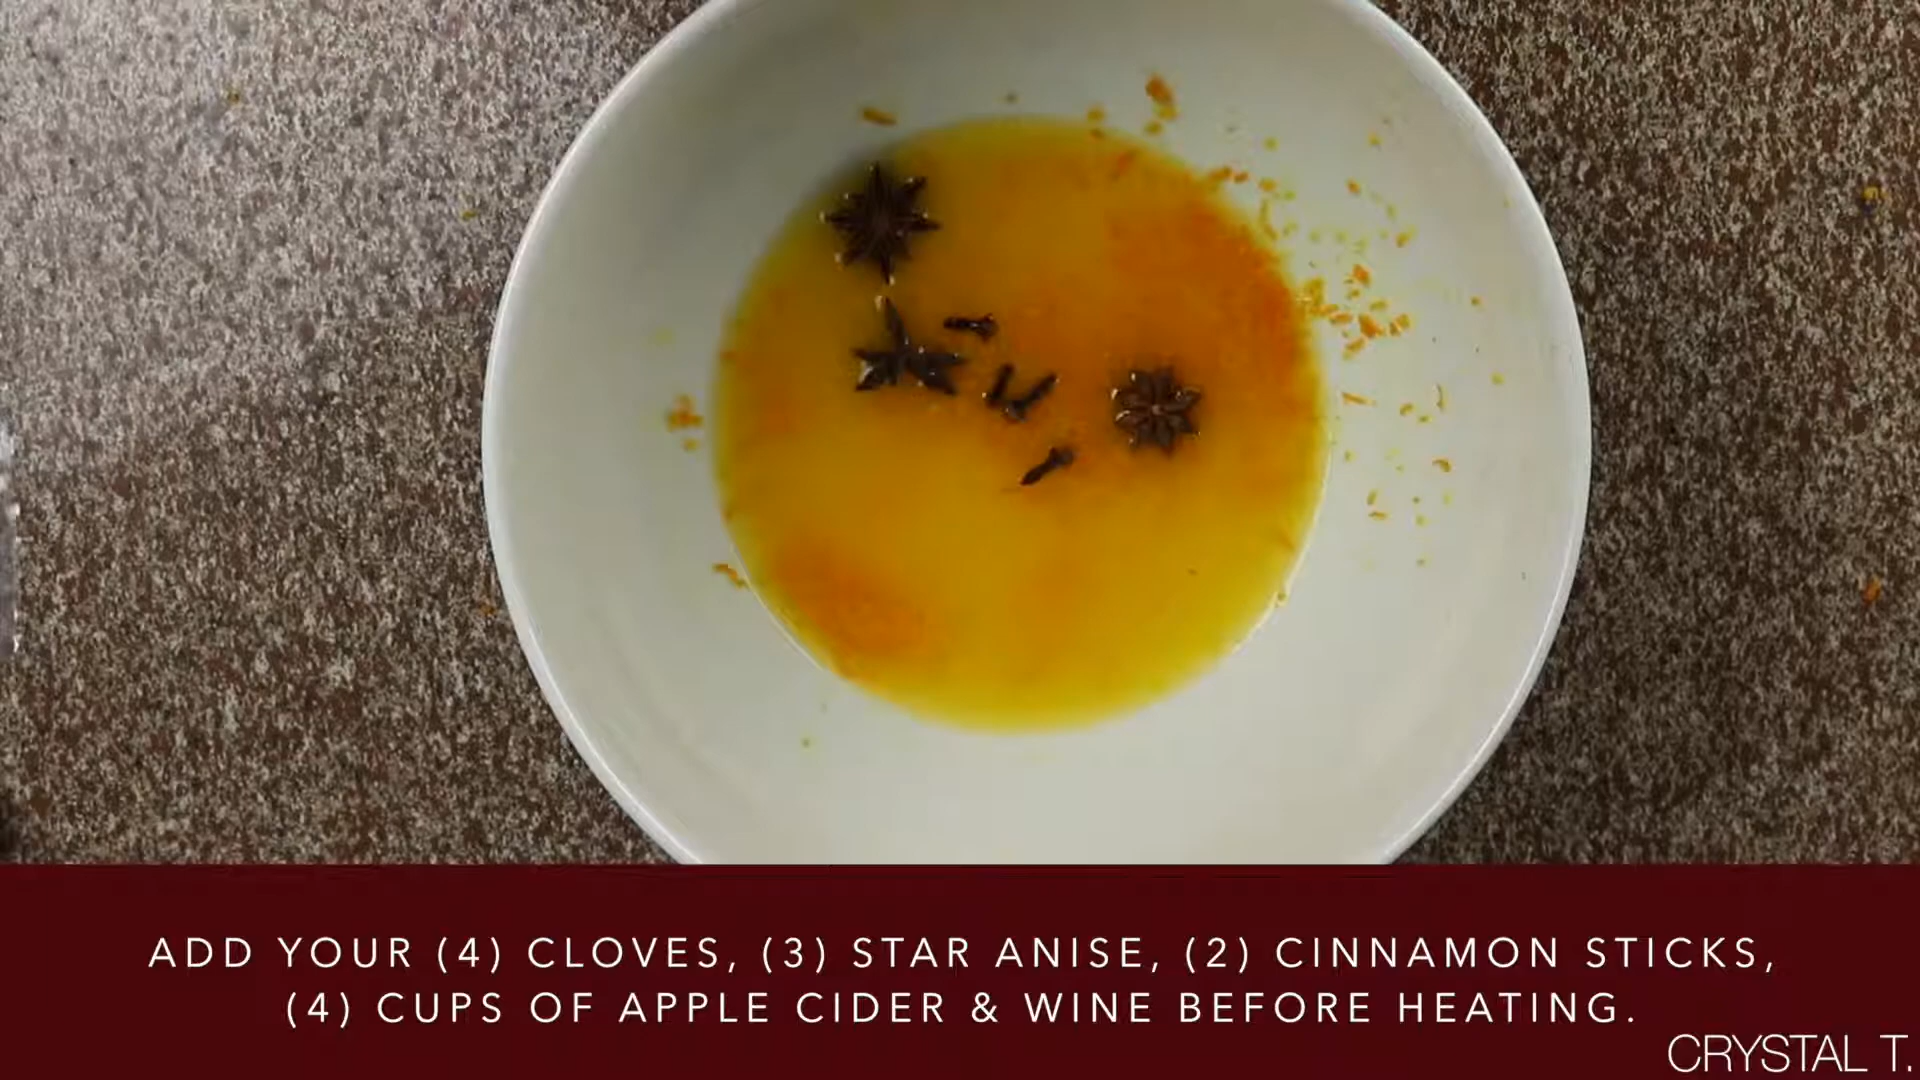 ADD YOUR (4) CLOVES, (3) STAR ANISE, (2) CINNAMON STICKS,
(4) CUPS OF APPLE CIDER & WINE BEFORE HEATING.
CRYSTAL T.